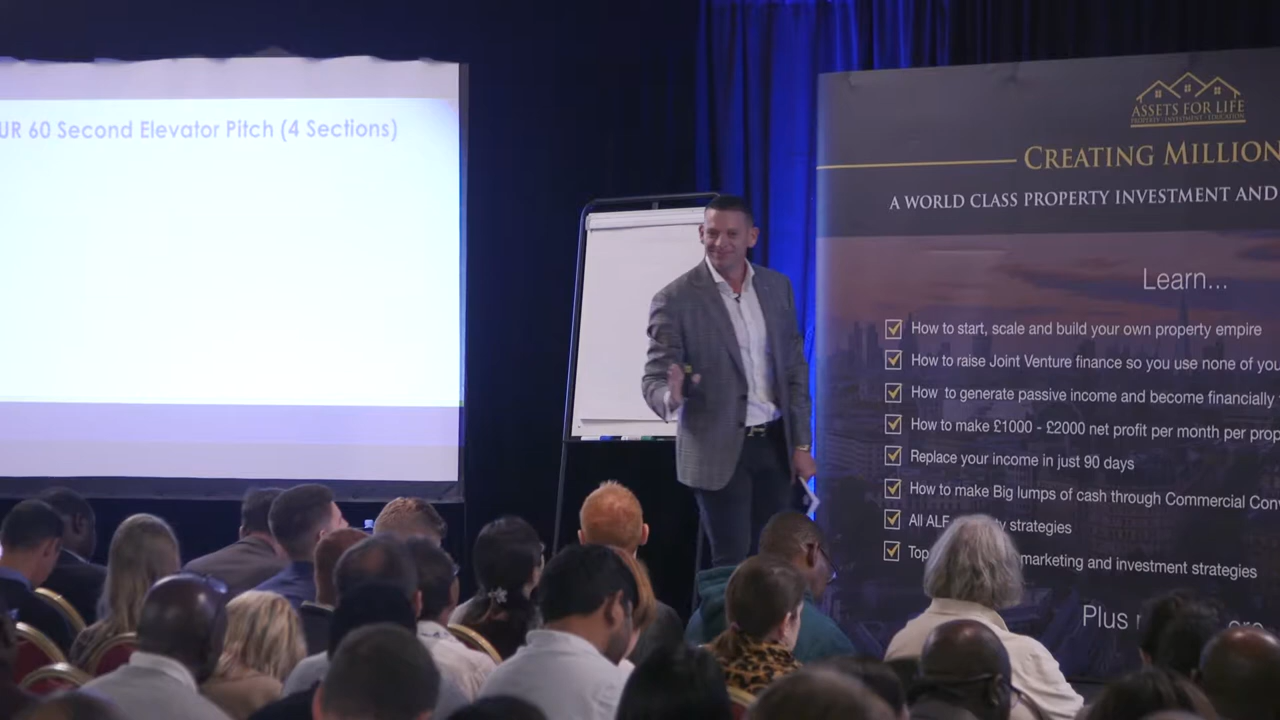 UR 60 Second Elevator Pitch (4 Sections)
ASSETS FOR LIFE
PROPERTY · INVESTMENT · EDUCATION
CREATING MILLION
A WORLD CLASS PROPERTY INVESTMENT AND
Learn...
How to start, scale and build your own property empire
How to raise Joint Venture finance so you use none of you
How to generate passive income and become financially
How to make £1000 - £2000 net profit per month per prop
Replace your income in just 90 days
How to make Big lumps of cash through Commercial Conv
All ALF strategies
Top marketing and investment strategies
Plus